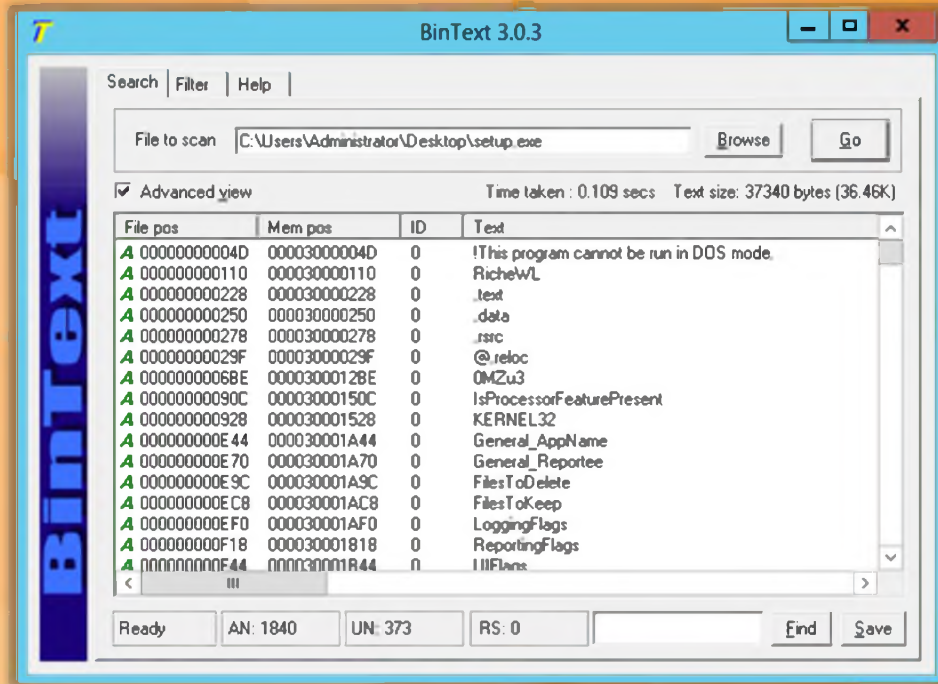 T
BinText 3.0.3
Search Filter Help
File to scan C:\Users\Administrator\Desktop\setup.exe Browse Go
Advanced view Time taken : 0.109 secs Text size: 37340 bytes (36.46K)
File pos Mem pos ID Text
A 00000000004D 00003000004D 0 !This program cannot be run in DOS mode.
A 000000000110 000030000110 0 RicheWL
A 000000000228 000030000228 0 .text
A 000000000250 000030000250 0 .data
A 000000000278 000030000278 0 .rsrc
A 00000000029F 00003000029F 0 @.reloc
A 0000000006BE 0000300012BE 0 0MZu3
A 00000000090C 00003000150C 0 IsProcessorFeaturePresent
A 000000000928 000030001528 0 KERNEL32
A 000000000E44 000030001A44 0 General_AppName
A 000000000E70 000030001A70 0 General_Reportee
A 000000000E9C 000030001A9C 0 FilesToDelete
A 000000000EC8 000030001AC8 0 FilesToKeep
A 000000000EF0 000030001AF0 0 LoggingFlags
A 000000000F18 000030001818 0 ReportingFlags
A 000000000F44 000030001B44 0 UIFlags
Ready AN: 1840 UN: 373 RS: 0 Find Save
BinText